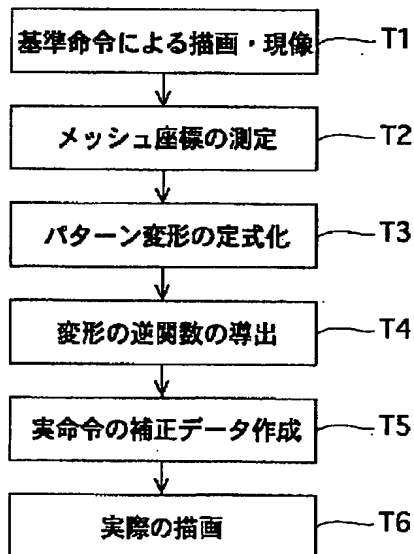 基準命令による描画・現像 T1
メッシュ座標の測定 T2
パターン変形の定式化 T3
変形の逆関数の導出 T4
実命令の補正データ作成 T5
実際の描画 T6